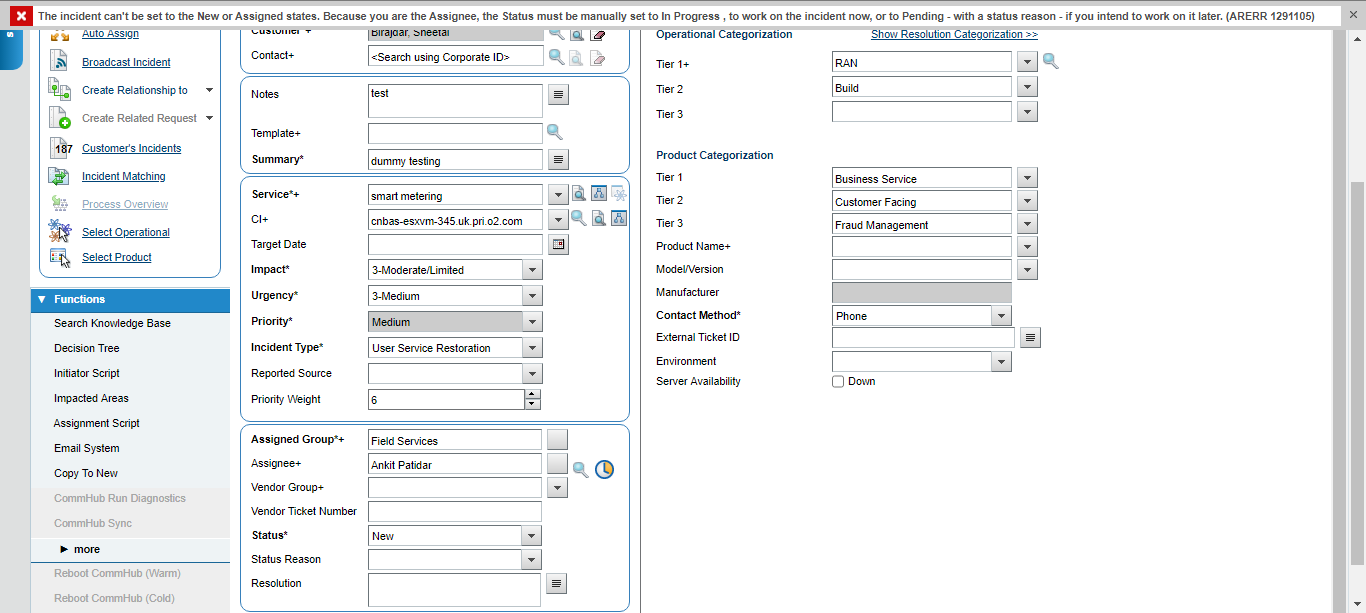 The incident can't be set to the New or Assigned states. Because you are the Assignee, the Status must be manually set to In Progress , to work on the incident now, or to Pending - with a status reason - if you intend to work on it later. (ARERR 1291105)
Auto Assign
Broadcast Incident
Create Relationship to
Create Related Request
187 Customer's Incidents
Incident Matching
Process Overview
Select Operational
Select Product
Functions
Search Knowledge Base
Decision Tree
Initiator Script
Impacted Areas
Assignment Script
Email System
Copy To New
CommHub Run Diagnostics
CommHub Sync
more
Reboot CommHub (Warm)
Reboot CommHub (Cold)
Customer*+ Birajdar, Sheetal
Contact+ <Search using Corporate ID>
Notes test
Template+
Summary* dummy testing
Service*+ smart metering
CI+ cnbas-esxvm-345.uk.pri.o2.com
Target Date
Impact* 3-Moderate/Limited
Urgency* 3-Medium
Priority* Medium
Incident Type* User Service Restoration
Reported Source
Priority Weight 6
Assigned Group*+ Field Services
Assignee+ Ankit Patidar
Vendor Group+
Vendor Ticket Number
Status* New
Status Reason
Resolution
Operational Categorization Show Resolution Categorization >>
Tier 1+ RAN
Tier 2 Build
Tier 3
Product Categorization
Tier 1 Business Service
Tier 2 Customer Facing
Tier 3 Fraud Management
Product Name+
Model/Version
Manufacturer
Contact Method* Phone
External Ticket ID
Environment
Server Availability Down